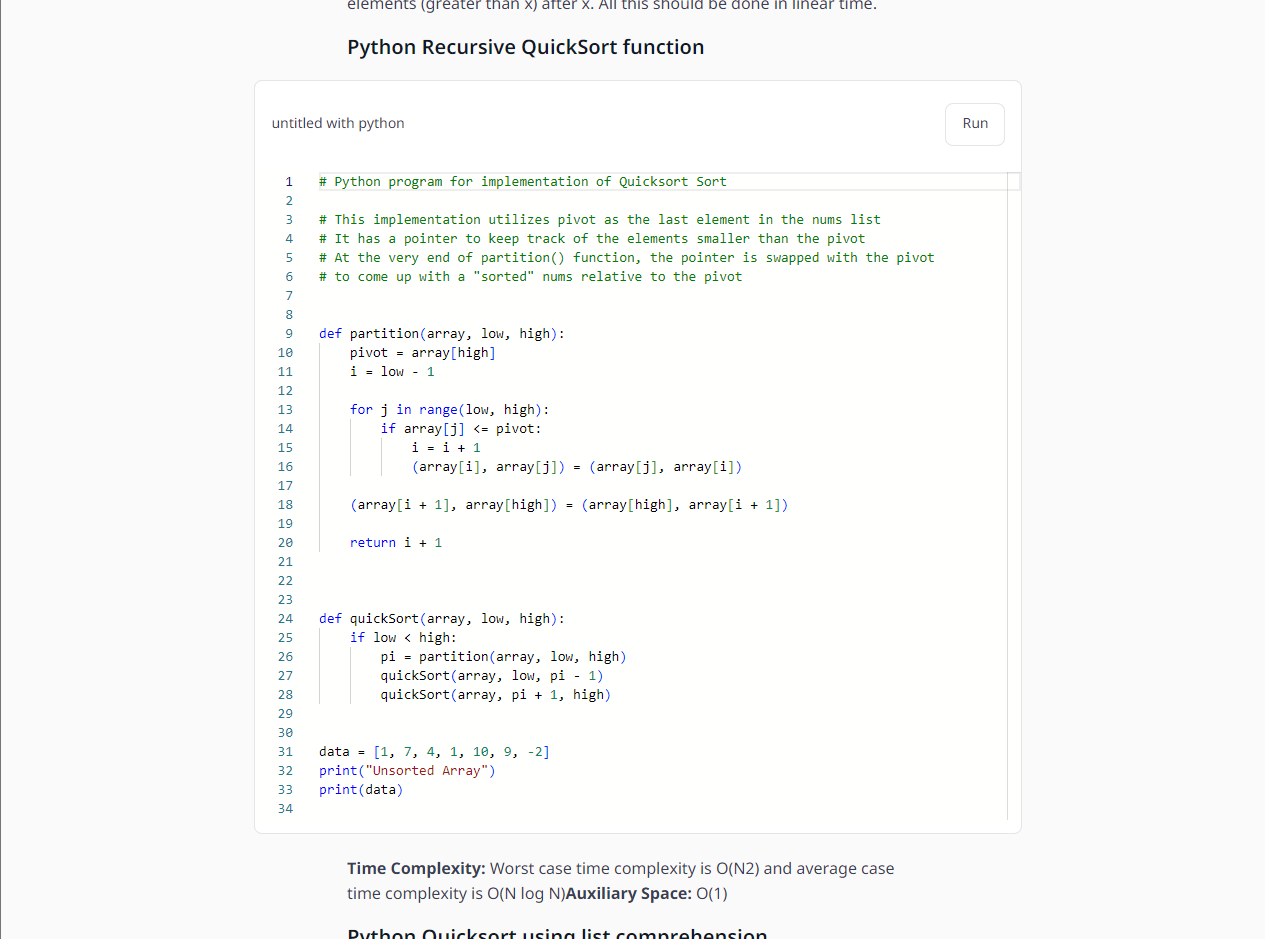 elements (greater than x) after x. All this should be done in linear time.
Python Recursive QuickSort function
untitled with python
Run
1 # Python program for implementation of Quicksort Sort
2
3 # This implementation utilizes pivot as the last element in the nums list
4 # It has a pointer to keep track of the elements smaller than the pivot
5 # At the very end of partition() function, the pointer is swapped with the pivot
6 # to come up with a "sorted" nums relative to the pivot
7
8
9 def partition(array, low, high):
10     pivot = array[high]
11     i = low - 1
12
13     for j in range(low, high):
14         if array[j] <= pivot:
15             i = i + 1
16             (array[i], array[j]) = (array[j], array[i])
17
18     (array[i + 1], array[high]) = (array[high], array[i + 1])
19
20     return i + 1
21
22
23
24 def quickSort(array, low, high):
25     if low < high:
26         pi = partition(array, low, high)
27         quickSort(array, low, pi - 1)
28         quickSort(array, pi + 1, high)
29
30
31 data = [1, 7, 4, 1, 10, 9, -2]
32 print("Unsorted Array")
33 print(data)
34
Time Complexity: Worst case time complexity is O(N2) and average case
time complexity is O(N log N)Auxiliary Space: O(1)
Python Quicksort using list comprehension